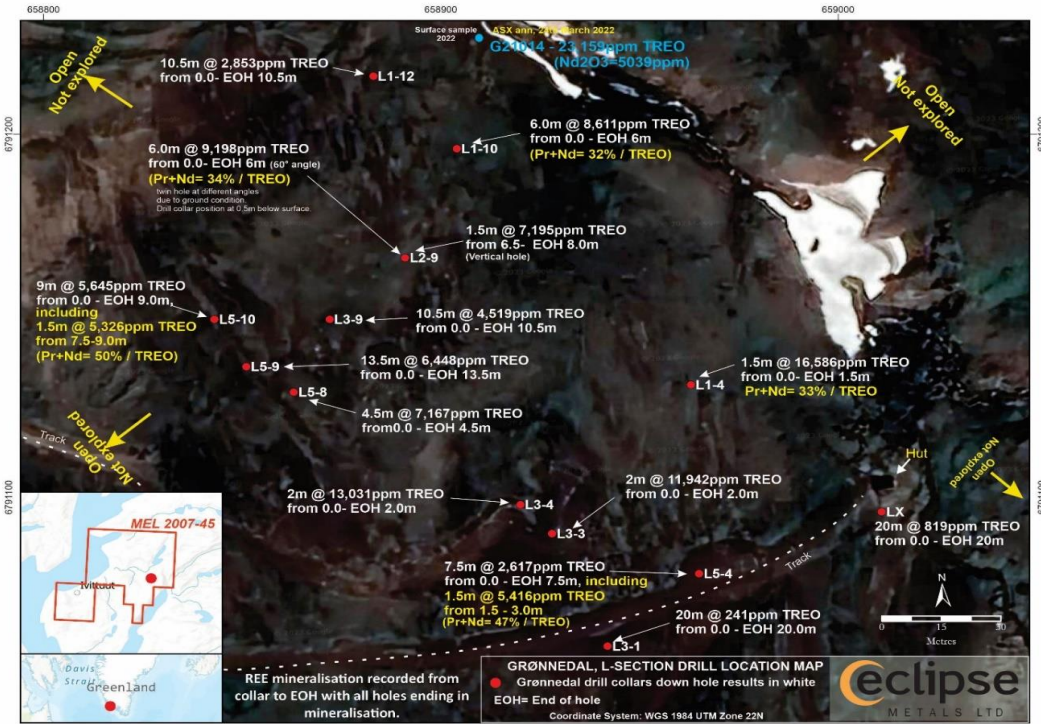 658800
658900
659000
6791200
6791200
6791100
6791100
Surface sample
2022
ASX ann, 24th March 2022
G21014 - 23,159ppm TREO
(Nd2O3=5039ppm)
Open
Not explored
10.5m @ 2,853ppm TREO
from 0.0- EOH 10.5m
L1-12
Open
Not explored
6.0m @ 8,611ppm TREO
from 0.0 - EOH 6m
(Pr+Nd= 32% / TREO)
L1-10
6.0m @ 9,198ppm TREO
from 0.0- EOH 6m (60° angle)
(Pr+Nd= 34% / TREO)
twin hole at different angles
due to ground condition.
Drill collar position at 0.5m below surface.
1.5m @ 7,195ppm TREO
from 6.5- EOH 8.0m
(Vertical hole)
L2-9
9m @ 5,645ppm TREO
from 0.0 - EOH 9.0m,
including
1.5m @ 5,326ppm TREO
from 7.5-9.0m
(Pr+Nd= 50% / TREO)
L5-10
L3-9
10.5m @ 4,519ppm TREO
from 0.0 - EOH 10.5m
L5-9
13.5m @ 6,448ppm TREO
from 0.0 - EOH 13.5m
L5-8
4.5m @ 7,167ppm TREO
from0.0 - EOH 4.5m
1.5m @ 16,586ppm TREO
from 0.0- EOH 1.5m
Pr+Nd= 33% / TREO
L1-4
Track
Open
Not explored
Hut
Not explored
Open
2m @ 13,031ppm TREO
from 0.0- EOH 2.0m
L3-4
2m @ 11,942ppm TREO
from 0.0 - EOH 2.0m
L3-3
LX
20m @ 819ppm TREO
from 0.0 - EOH 20m
7.5m @ 2,617ppm TREO
from 0.0 - EOH 7.5m, including
1.5m @ 5,416ppm TREO
from 1.5 - 3.0m
(Pr+Nd= 47% / TREO)
L5-4
Track
20m @ 241ppm TREO
from 0.0 - EOH 20.0m
L3-1
N
0 15 30
Metres
MEL 2007-45
Ivittuut
Davis
Strait
Greenland
REE mineralisation recorded from
collar to EOH with all holes ending in
mineralisation.
GRØNNEDAL, L-SECTION DRILL LOCATION MAP
Grønnedal drill collars down hole results in white
EOH= End of hole
Coordinate System: WGS 1984 UTM Zone 22N
eclipse
METALS LTD